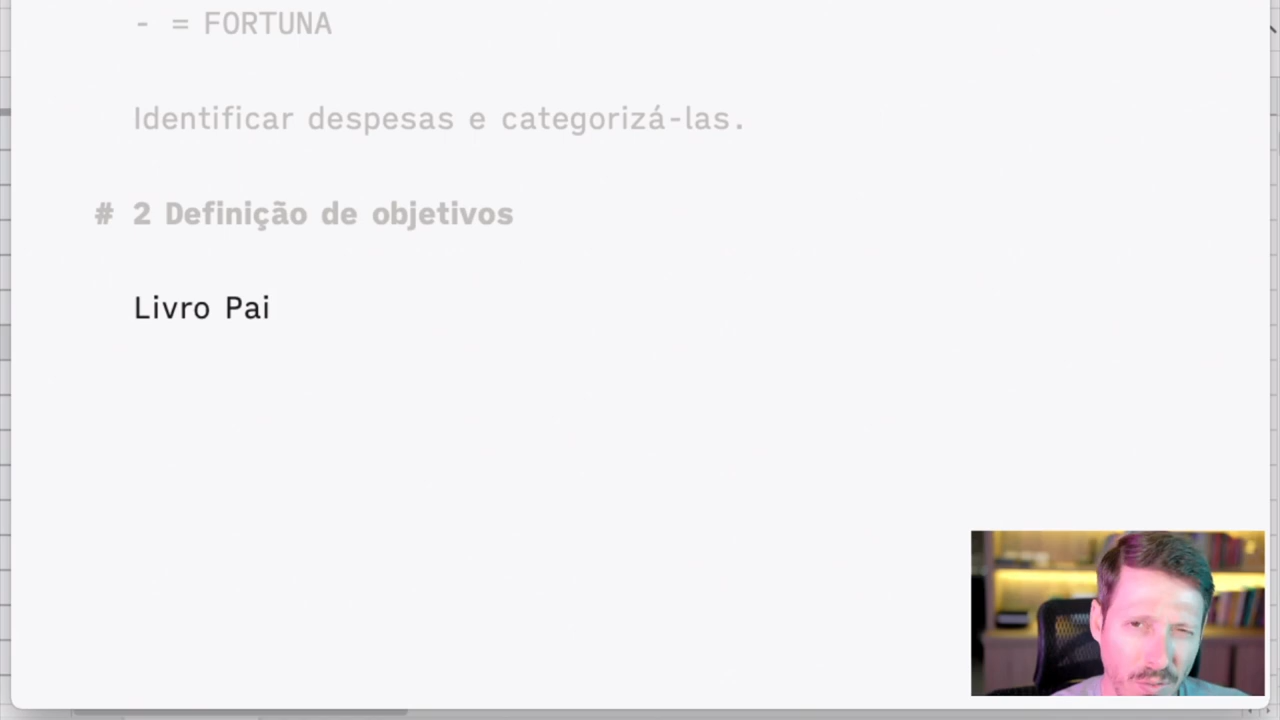 - = FORTUNA
Identificar despesas e categorizá-las.
# 2 Definição de objetivos
Livro Pai